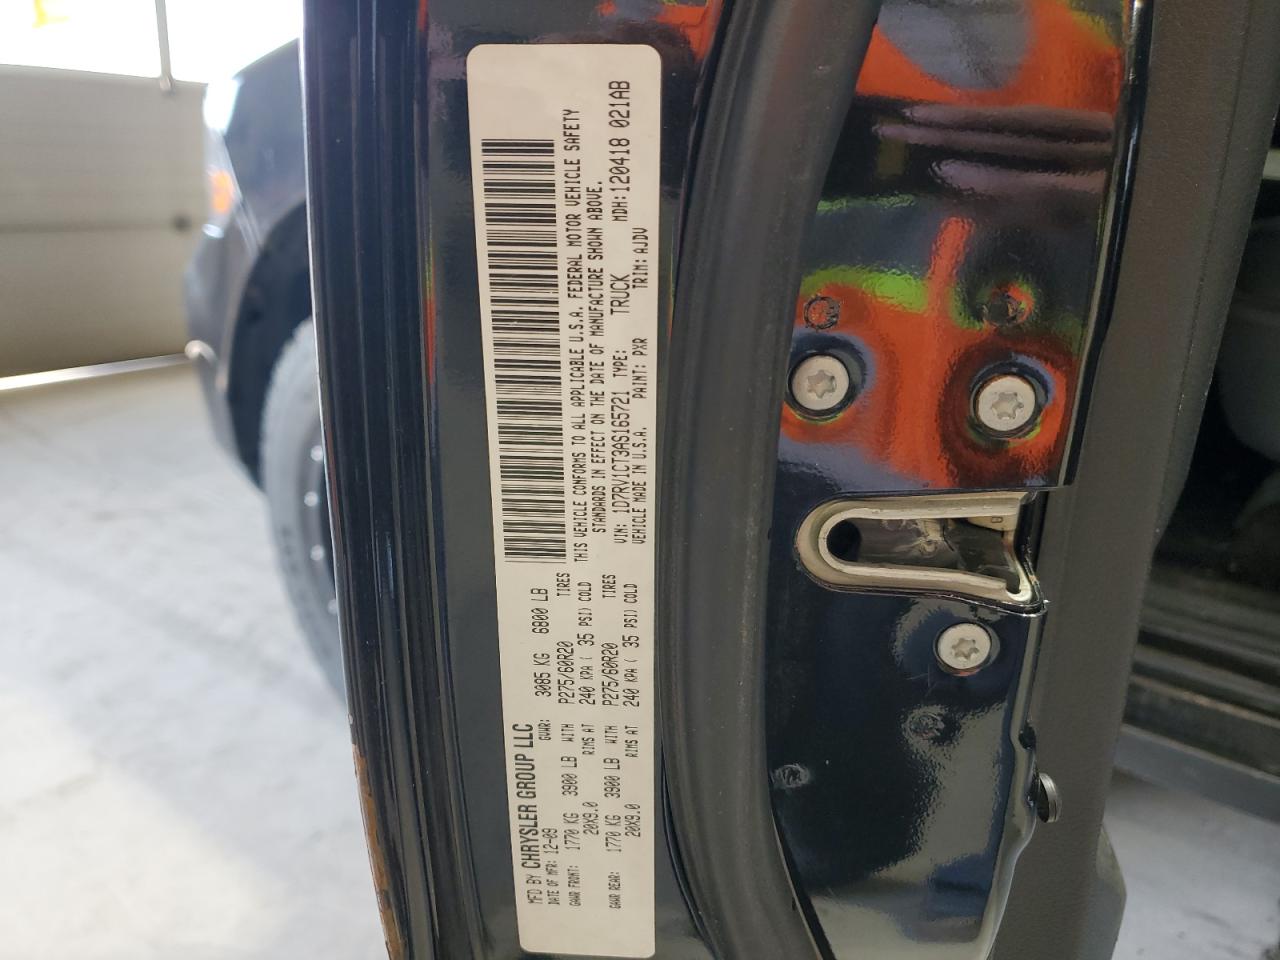 MFD BY CHRYSLER GROUP LLC
DATE OF MFR: 12-09 GVWR: 3085 KG 6800 LB
GAWR FRONT: 1770 KG 3900 LB WITH P275/60R20 TIRES
20X9.0 RIMS AT 240 KPA ( 35 PSI) COLD
GAWR REAR: 1770 KG 3900 LB WITH P275/60R20 TIRES
20X9.0 RIMS AT 240 KPA ( 35 PSI) COLD
THIS VEHICLE CONFORMS TO ALL APPLICABLE U.S.A. FEDERAL MOTOR VEHICLE SAFETY
STANDARDS IN EFFECT ON THE DATE OF MANUFACTURE SHOWN ABOVE.
VIN: 1D7RV1CT3AS165721 TYPE: TRUCK MDH:120418 021AB
VEHICLE MADE IN U.S.A. PAINT: PXR TRIM: AJDV